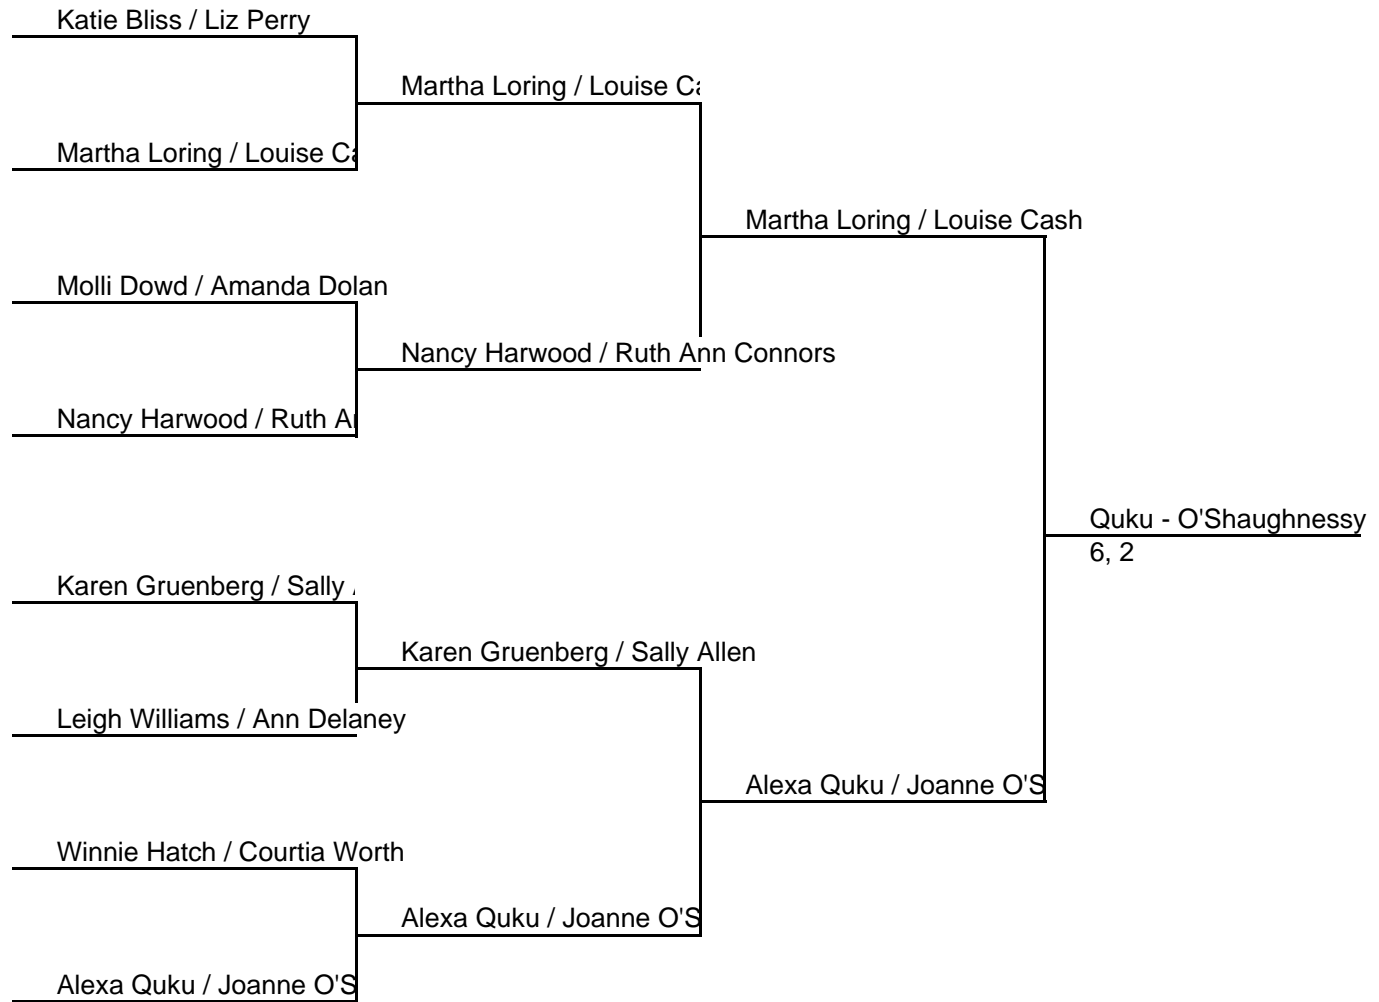 Katie Bliss / Liz Perry
Martha Loring / Louise Ca
Martha Loring / Louise Ca
Martha Loring / Louise Cash
Molli Dowd / Amanda Dolan
Nancy Harwood / Ruth Ann Connors
Nancy Harwood / Ruth A
Quku - O'Shaughnessy
6, 2
Karen Gruenberg / Sally
Karen Gruenberg / Sally Allen
Leigh Williams / Ann Delaney
Alexa Quku / Joanne O'S
Winnie Hatch / Courtia Worth
Alexa Quku / Joanne O'S
Alexa Quku / Joanne O'S